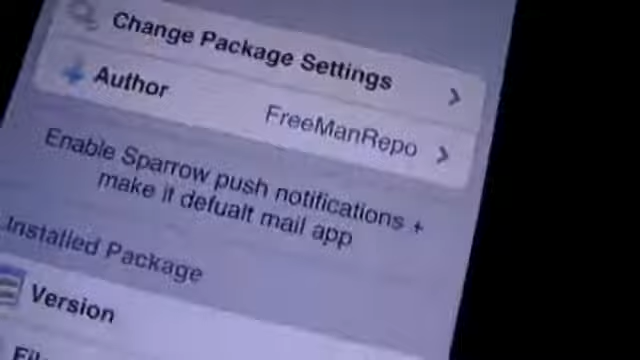 Change Package Settings
Author
FreeManRepo
Enable Sparrow push notifications +
make it defualt mail app
Installed Package
Version